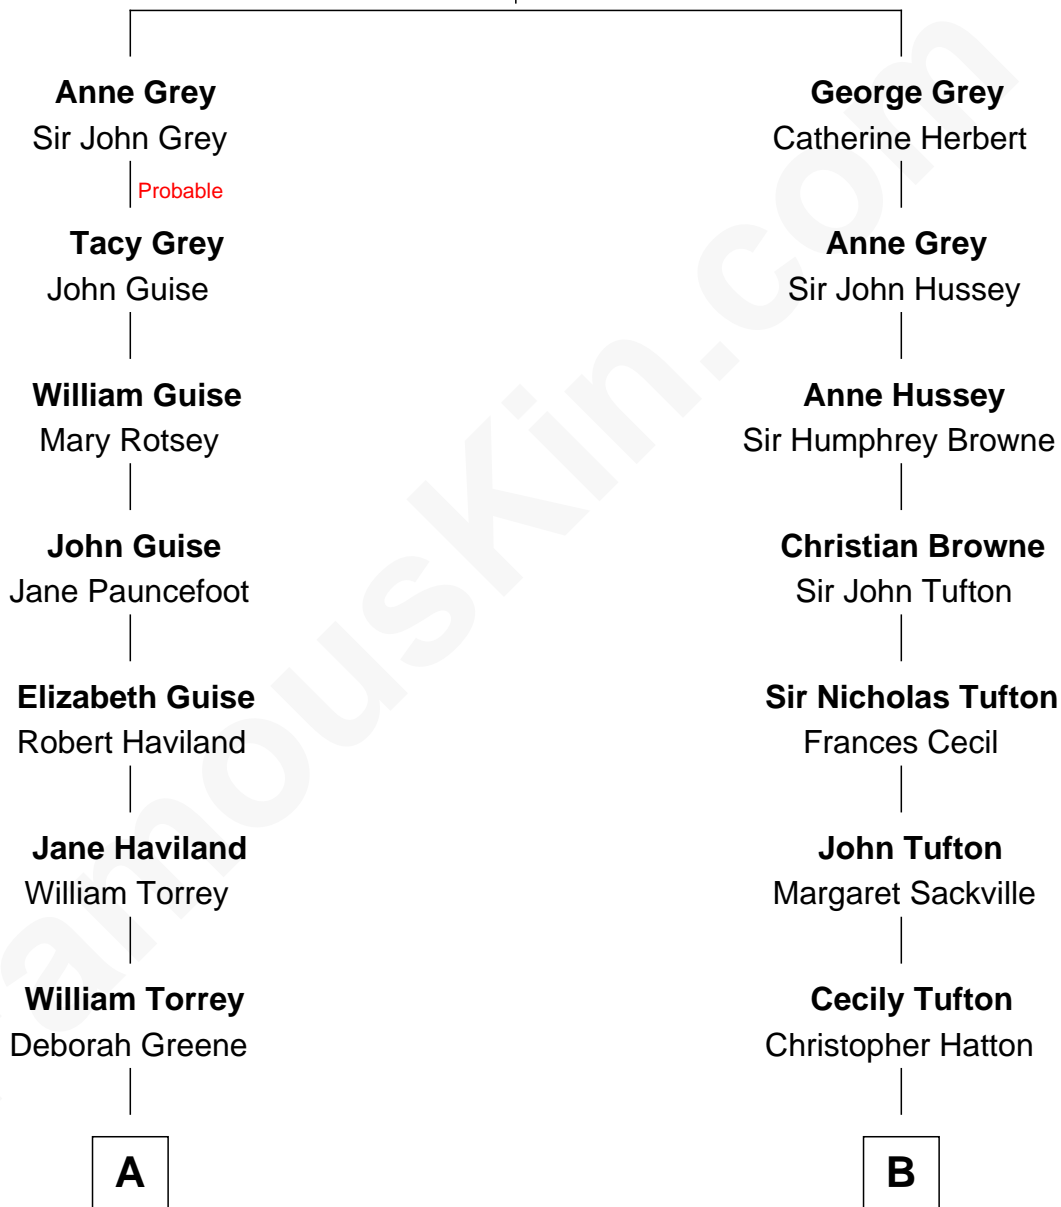 Anne Grey
Sir John Grey
Probable
Tacy Grey
John Guise
William Guise
Mary Rotsey
John Guise
Jane Pauncefoot
Elizabeth Guise
Robert Haviland
Jane Haviland
William Torrey
William Torrey
Deborah Greene
A
George Grey
Catherine Herbert
Anne Grey
Sir John Hussey
Anne Hussey
Sir Humphrey Browne
Christian Browne
Sir John Tufton
Sir Nicholas Tufton
Frances Cecil
John Tufton
Margaret Sackville
Cecily Tufton
Christopher Hatton
B
amousKin.com